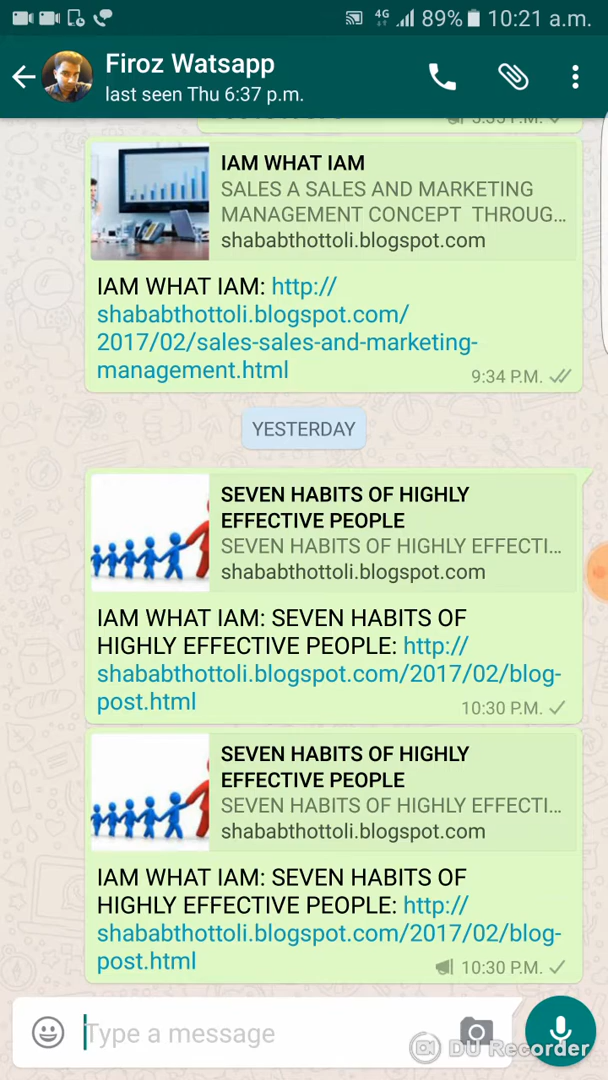 4G 89% 10:21 a.m.
Firoz Watsapp
last seen Thu 6:37 p.m.
IAM WHAT IAM
SALES A SALES AND MARKETING
MANAGEMENT CONCEPT THROUG...
shababthottoli.blogspot.com
IAM WHAT IAM: http://
shababthottoli.blogspot.com/
2017/02/sales-sales-and-marketing-
management.html
9:34 P.M.
YESTERDAY
SEVEN HABITS OF HIGHLY
EFFECTIVE PEOPLE
SEVEN HABITS OF HIGHLY EFFECTI...
shababthottoli.blogspot.com
IAM WHAT IAM: SEVEN HABITS OF
HIGHLY EFFECTIVE PEOPLE: http://
shababthottoli.blogspot.com/2017/02/blog-
post.html
10:30 P.M.
SEVEN HABITS OF HIGHLY
EFFECTIVE PEOPLE
SEVEN HABITS OF HIGHLY EFFECTI...
shababthottoli.blogspot.com
IAM WHAT IAM: SEVEN HABITS OF
HIGHLY EFFECTIVE PEOPLE: http://
shababthottoli.blogspot.com/2017/02/blog-
post.html
10:30 P.M.
Type a message
DU Recorder